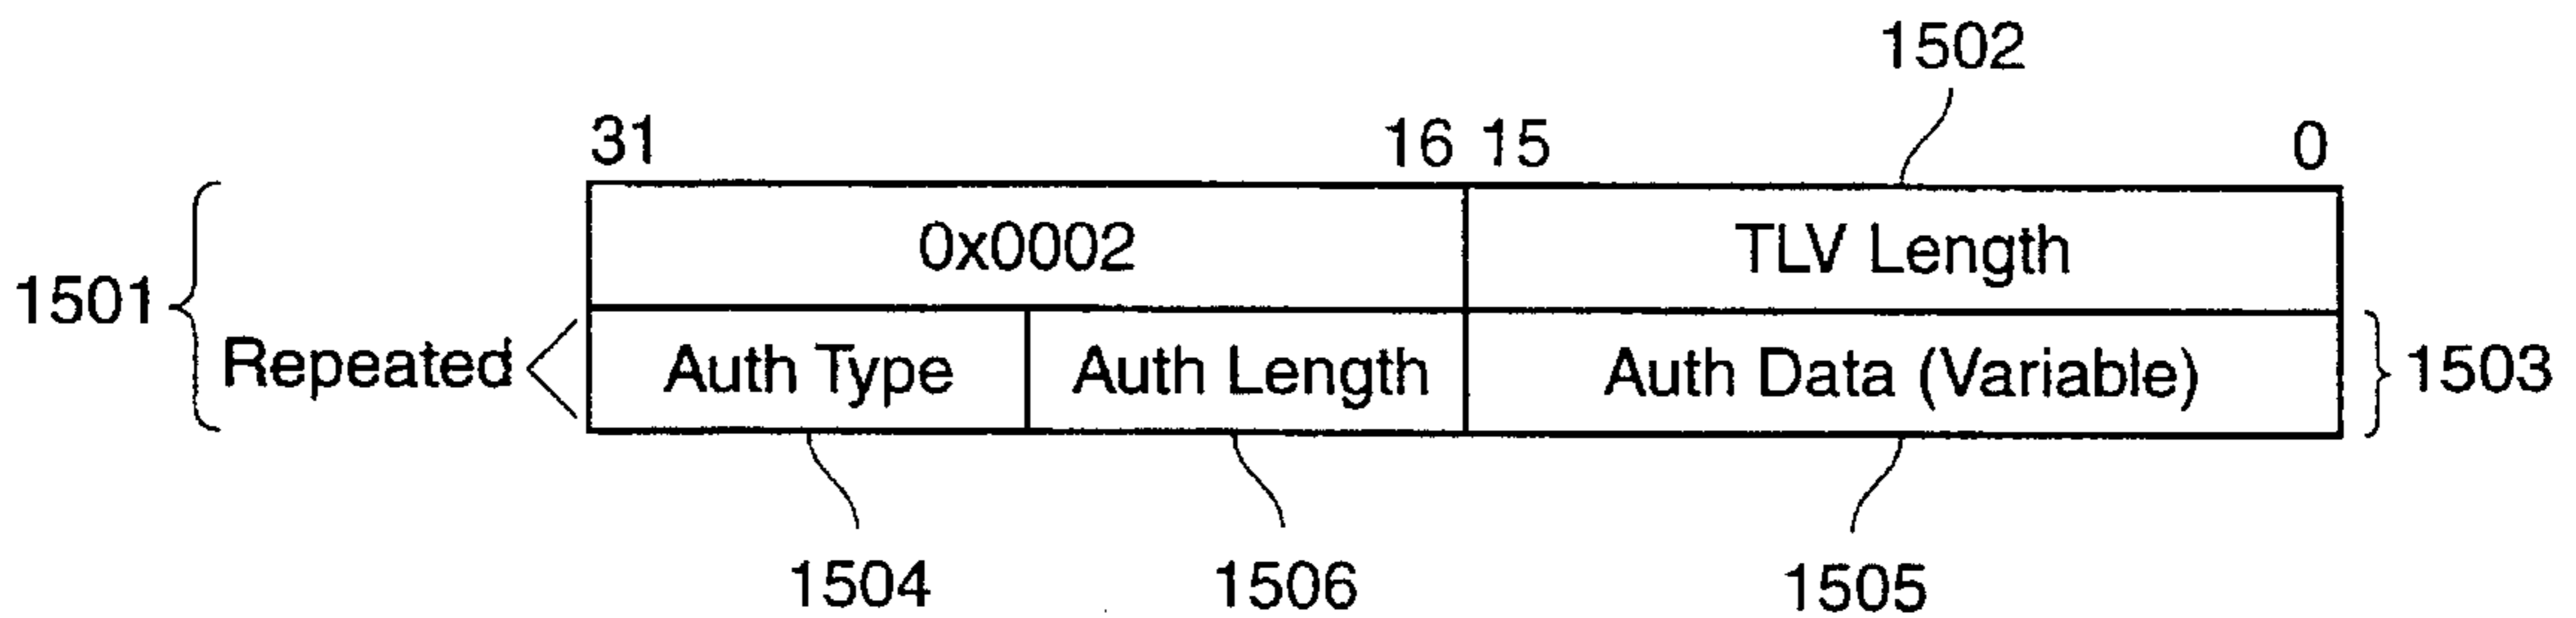 1502
31 16 15 0
0x0002 TLV Length
1501
Repeated Auth Type Auth Length Auth Data (Variable) 1503
1504 1506 1505